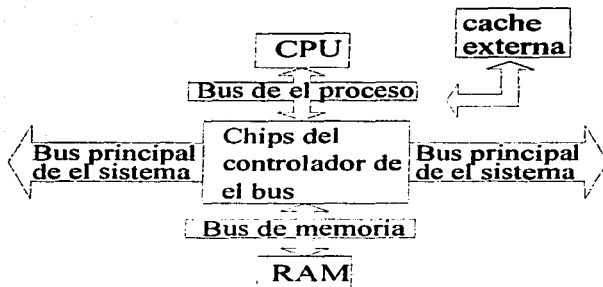 cache
externa
CPU
Bus de el proceso
Chips del
controlador de
el bus
Bus principal
de el sistema
Bus principal
de el sistema
Bus de memoria
RAM